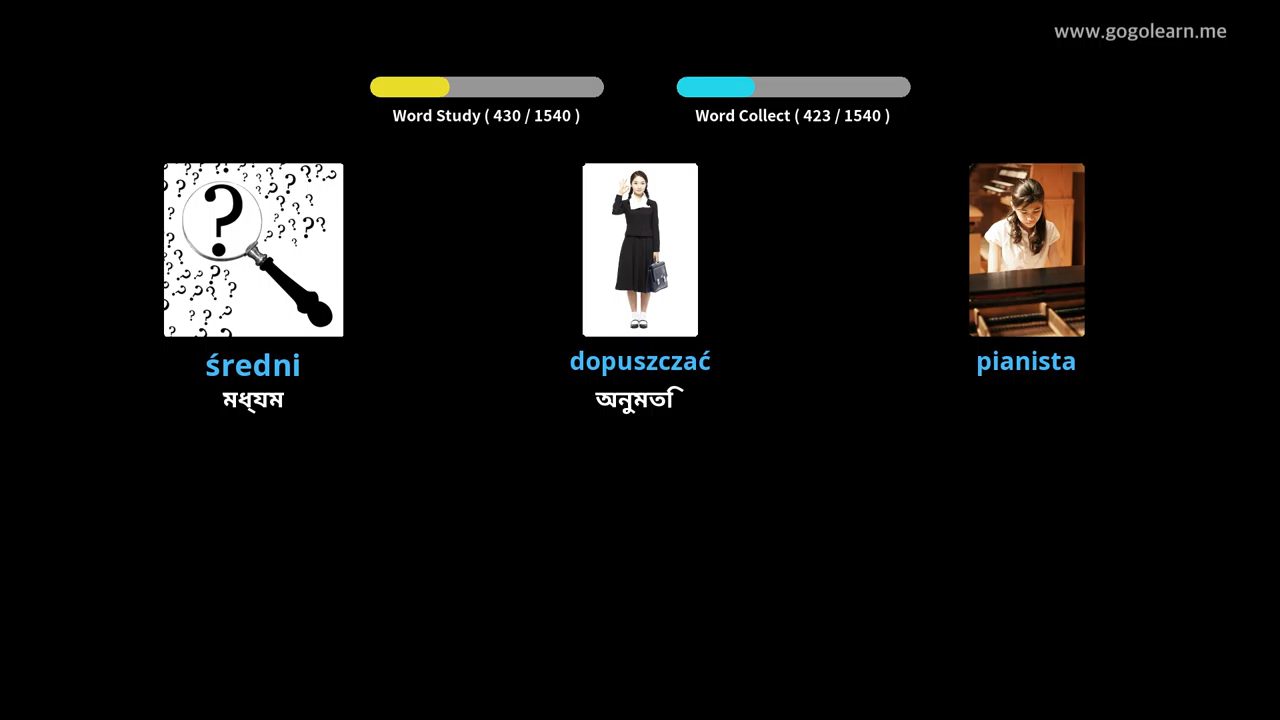 www.gogolearn.me
Word Study ( 430 / 1540 )
Word Collect ( 423 / 1540 )
średni
dopuszczać
pianista
মধ্যম
অনুমতি